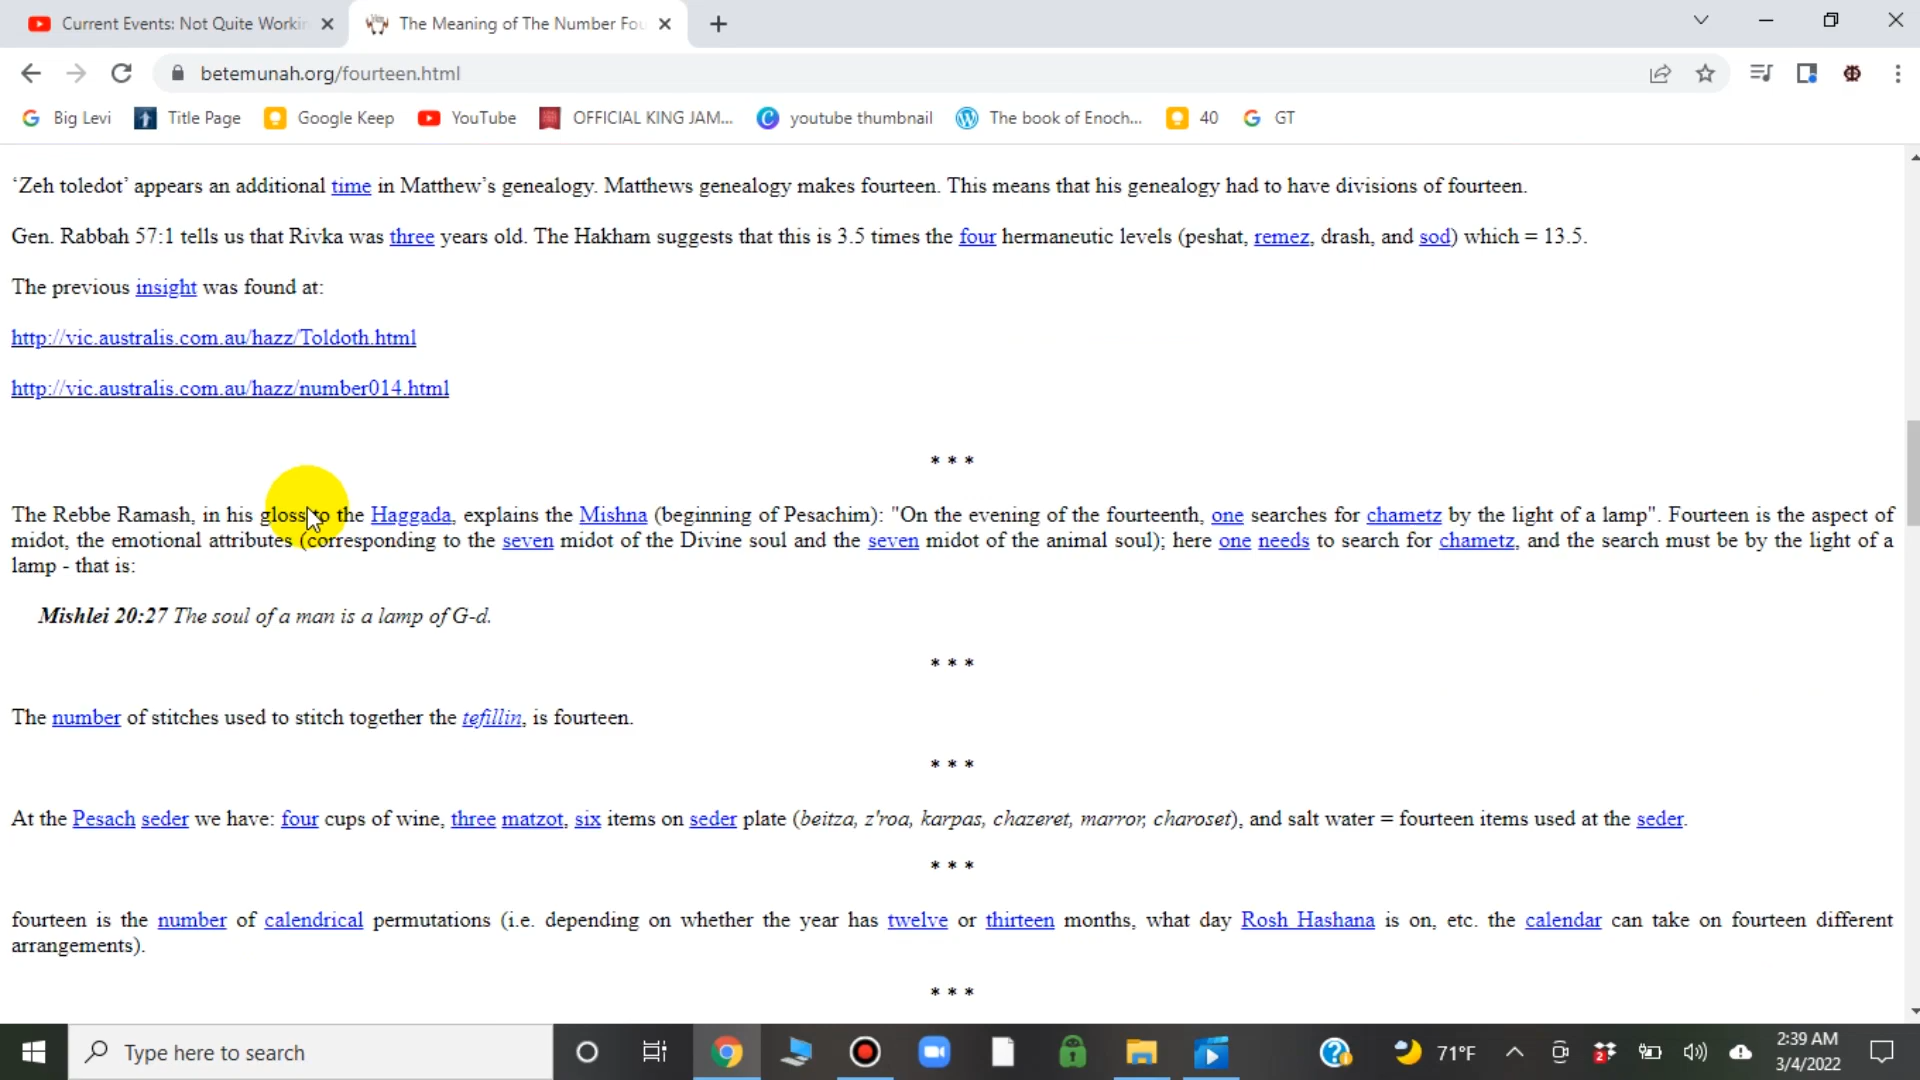 Current Events: Not Quite Workin
The Meaning of The Number Fou
betemunah.org/fourteen.html
Big Levi Title Page Google Keep YouTube OFFICIAL KING JAM... youtube thumbnail The book of Enoch... 40 GT
‘Zeh toledot’ appears an additional time in Matthew’s genealogy. Matthews genealogy makes fourteen. This means that his genealogy had to have divisions of fourteen.
Gen. Rabbah 57:1 tells us that Rivka was three years old. The Hakham suggests that this is 3.5 times the four hermaneutic levels (peshat, remez, drash, and sod) which = 13.5.
The previous insight was found at:
http://vic.australis.com.au/hazz/Toldoth.html
http://vic.australis.com.au/hazz/number014.html
* * *
The Rebbe Ramash, in his gloss to the Haggada, explains the Mishna (beginning of Pesachim): "On the evening of the fourteenth, one searches for chametz by the light of a lamp". Fourteen is the aspect of
midot, the emotional attributes (corresponding to the seven midot of the Divine soul and the seven midot of the animal soul); here one needs to search for chametz, and the search must be by the light of a
lamp - that is:
Mishlei 20:27 The soul of a man is a lamp of G-d.
* * *
The number of stitches used to stitch together the tefillin, is fourteen.
* * *
At the Pesach seder we have: four cups of wine, three matzot, six items on seder plate (beitza, z'roa, karpas, chazeret, marror, charoset), and salt water = fourteen items used at the seder.
* * *
fourteen is the number of calendrical permutations (i.e. depending on whether the year has twelve or thirteen months, what day Rosh Hashana is on, etc. the calendar can take on fourteen different
arrangements).
* * *
Type here to search
2
71°F
2:39 AM
3/4/2022